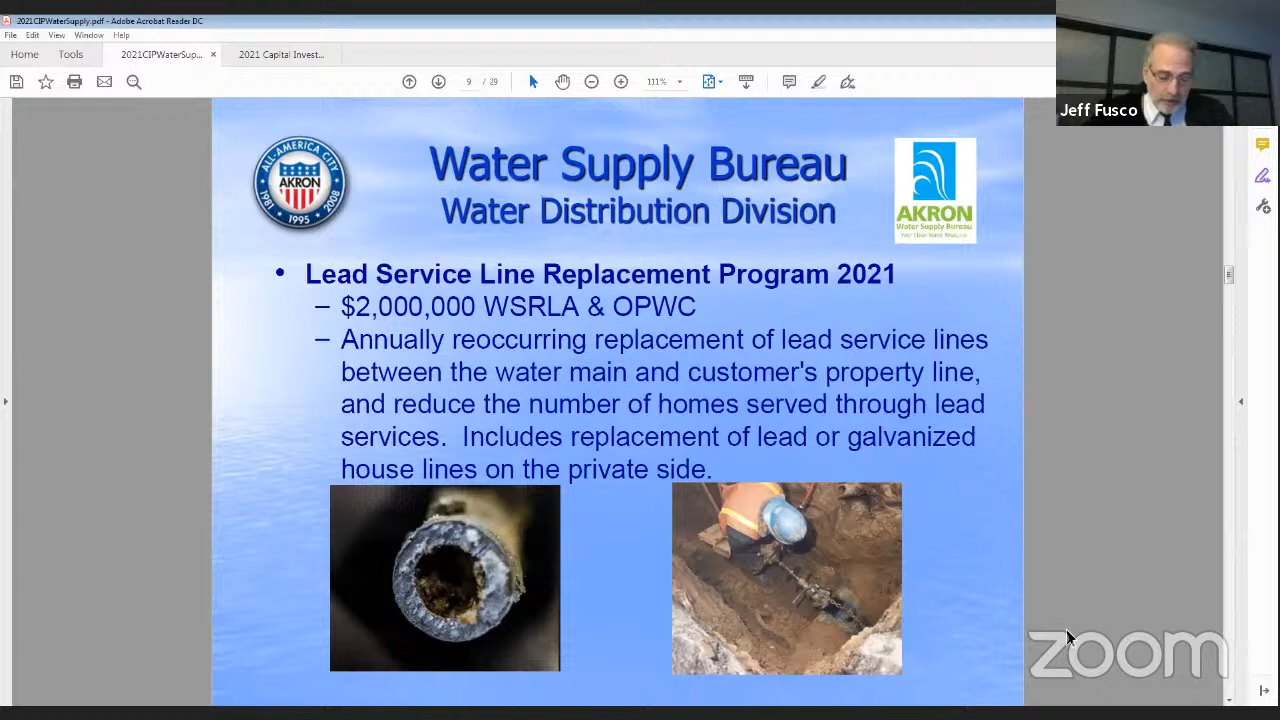 2021CIPWaterSupply.pdf - Adobe Acrobat Reader DC
File Edit View Window Help
Home Tools 2021CIPWaterSup... × 2021 Capital Invest...
9 / 29 111%
Jeff Fusco
ALL-AMERICA CITY
AKRON
1981 1995 2008
Water Supply Bureau
Water Distribution Division
AKRON
Water Supply Bureau
Your Clean Water Resource
• Lead Service Line Replacement Program 2021
– $2,000,000 WSRLA & OPWC
– Annually reoccurring replacement of lead service lines
between the water main and customer's property line,
and reduce the number of homes served through lead
services. Includes replacement of lead or galvanized
house lines on the private side.
zoom